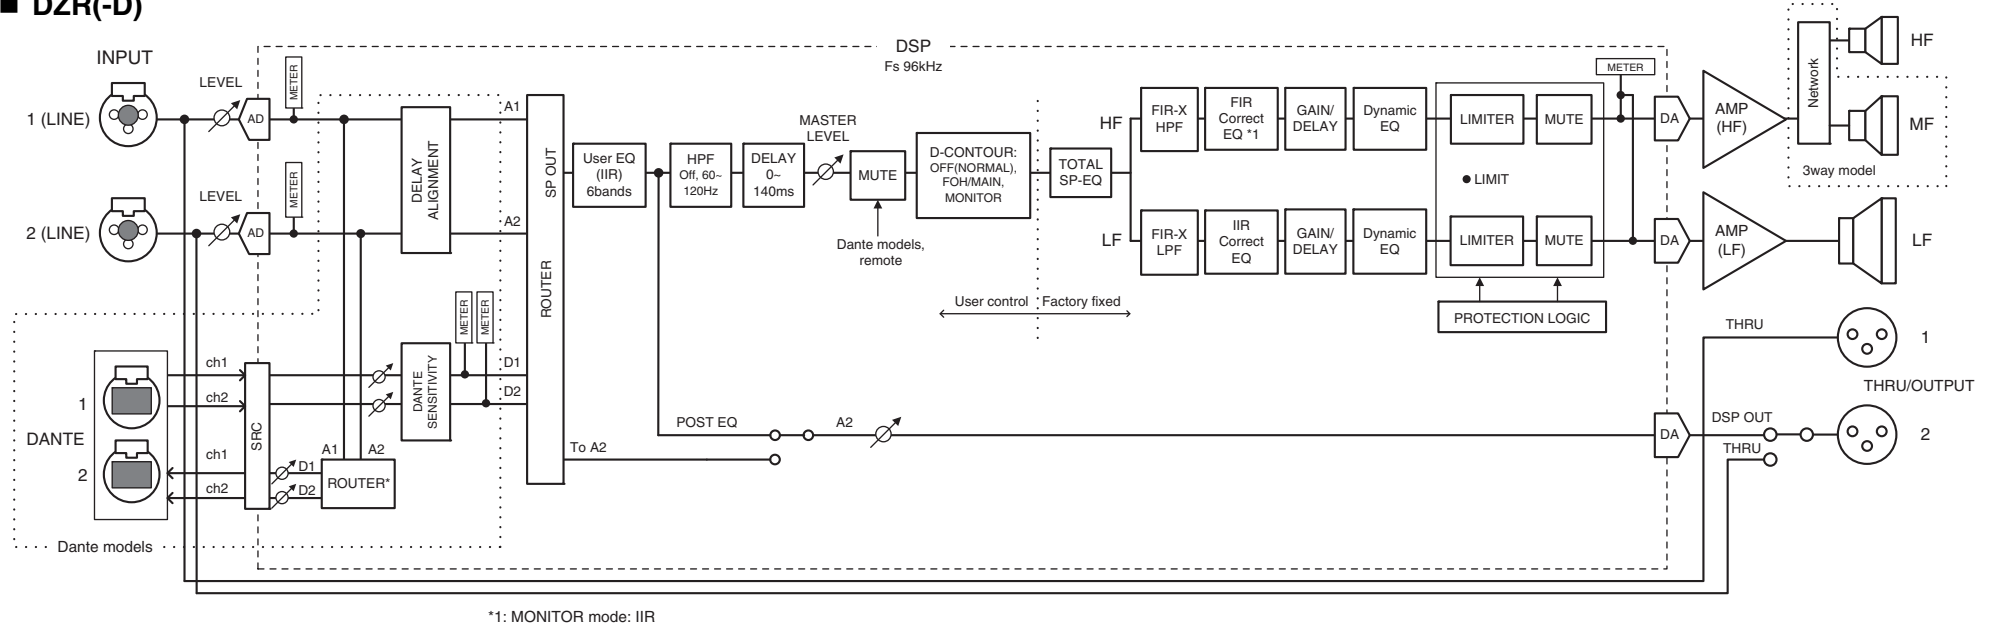 ■ DZR(-D)
INPUT
1 (LINE)
LEVEL
AD
METER
2 (LINE)
LEVEL
AD
METER
DELAY
ALIGNMENT
A1
A2
DSP
Fs 96kHz
SP OUT
ROUTER
User EQ
(IIR)
6bands
HPF
Off, 60~
120Hz
DELAY
0~
140ms
MASTER
LEVEL
MUTE
Dante models,
remote
D-CONTOUR:
OFF(NORMAL),
FOH/MAIN,
MONITOR
User control
Factory fixed
TOTAL
SP-EQ
HF
FIR-X
HPF
FIR
Correct
EQ *1
GAIN/
DELAY
Dynamic
EQ
LIMITER
MUTE
METER
DA
AMP
(HF)
Network
HF
MF
3way model
● LIMIT
LF
FIR-X
LPF
IIR
Correct
EQ
GAIN/
DELAY
Dynamic
EQ
LIMITER
MUTE
DA
AMP
(LF)
LF
PROTECTION LOGIC
DANTE
1
2
ch1
ch2
ch1
ch2
SRC
D1
D2
A1
A2
ROUTER*
DANTE
SENSITIVITY
METER
METER
D1
D2
Dante models
POST EQ
A2
To A2
DA
THRU
1
THRU/OUTPUT
DSP OUT
2
THRU
*1: MONITOR mode: IIR